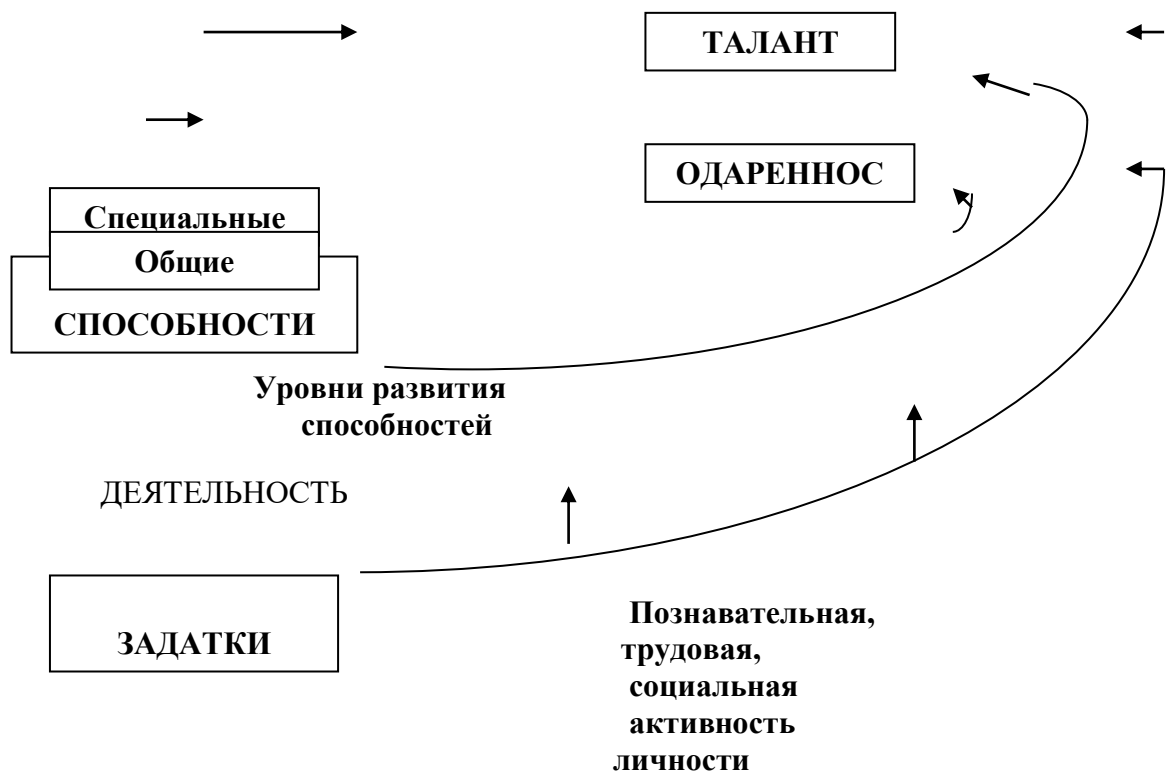 ТАЛАНТ
ОДАРЕННОС
Специальные
Общие
СПОСОБНОСТИ
Уровни развития
способностей
ДЕЯТЕЛЬНОСТЬ
ЗАДАТКИ
Познавательная,
трудовая,
социальная
активность
личности